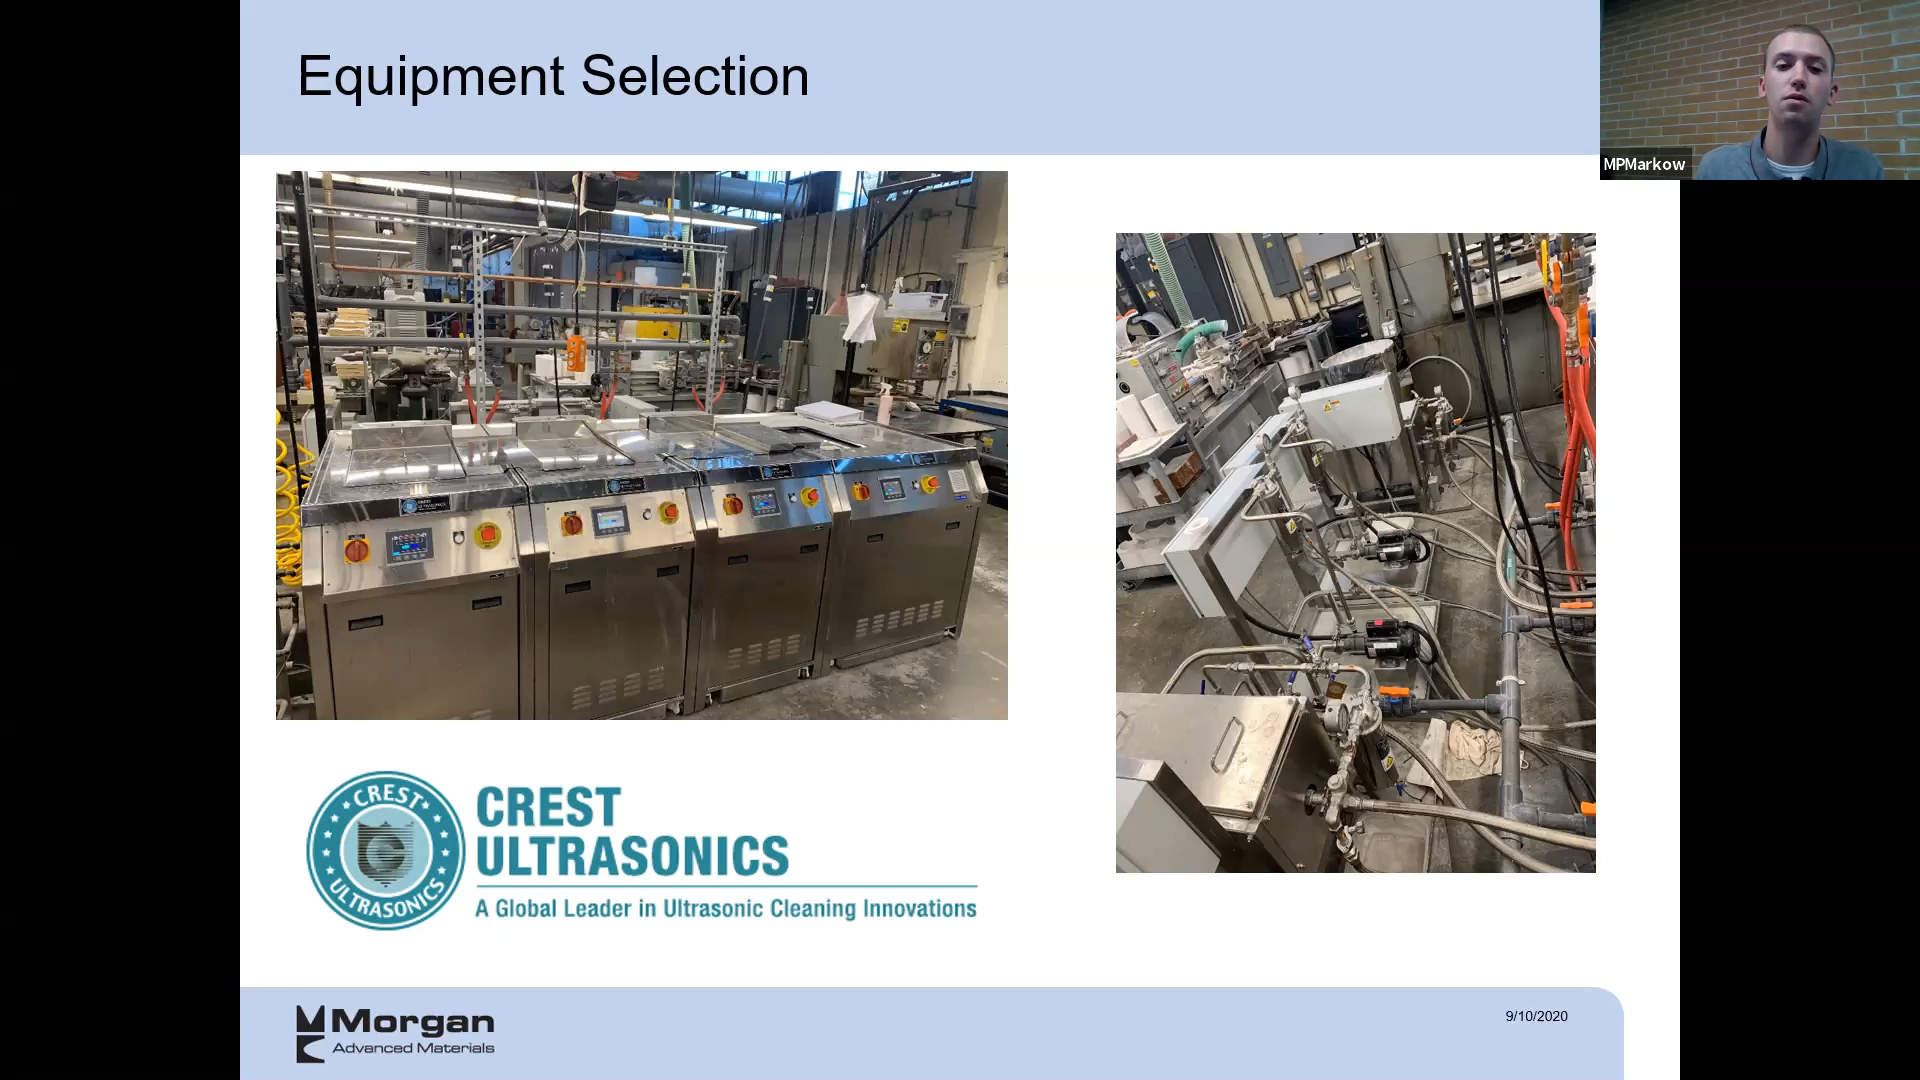 Equipment Selection
MPMarkow
CREST
ULTRASONICS
CREST
ULTRASONICS
A Global Leader in Ultrasonic Cleaning Innovations
Morgan
Advanced Materials
9/10/2020